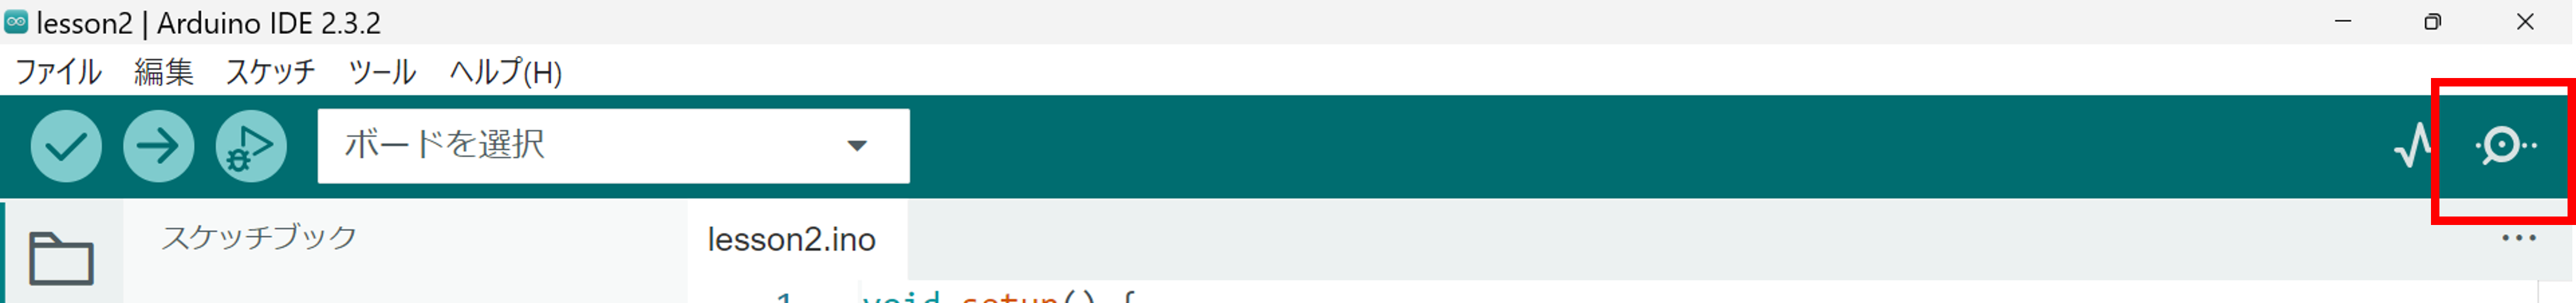 lesson2 | Arduino IDE 2.3.2
ファイル 編集 スケッチ ツール ヘルプ(H)
ボードを選択
スケッチブック
lesson2.ino
1 void setup() {